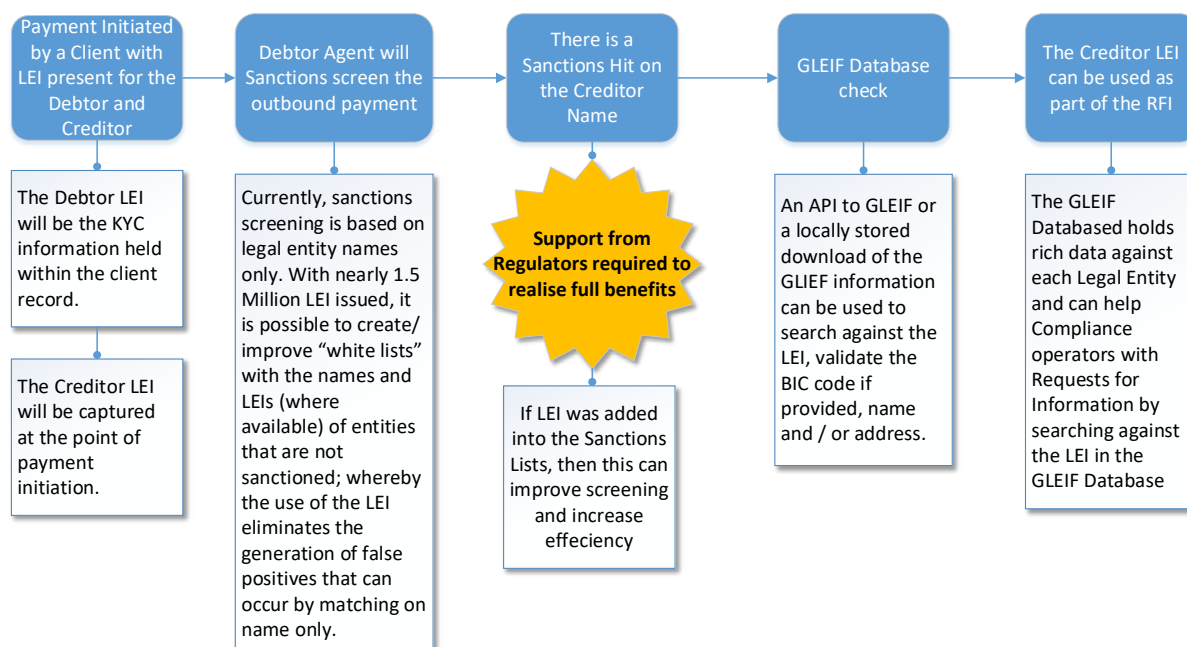 Payment Initiated
by a Client with
LEI present for the
Debtor and
Creditor
Debtor Agent will
Sanctions screen the
outbound payment
There is a
Sanctions Hit on
the Creditor
Name
GLEIF Database
check
The Creditor LEI
can be used as
part of the RFI
The Debtor LEI
will be the KYC
information held
within the client
record.
The Creditor LEI
will be captured
at the point of
payment
initiation.
Currently, sanctions
screening is based on
legal entity names
only. With nearly 1.5
Million LEI issued, it
is possible to create/
improve “white lists”
with the names and
LEIs (where
available) of entities
that are not
sanctioned; whereby
the use of the LEI
eliminates the
generation of false
positives that can
occur by matching on
name only.
Support from
Regulators required to
realise full benefits
If LEI was added
into the Sanctions
Lists, then this can
improve screening
and increase
effeciency
An API to GLEIF or
a locally stored
download of the
GLIEF information
can be used to
search against the
LEI, validate the
BIC code if
provided, name
and / or address.
The GLEIF
Databased holds
rich data against
each Legal Entity
and can help
Compliance
operators with
Requests for
Information by
searching against
the LEI in the
GLEIF Database